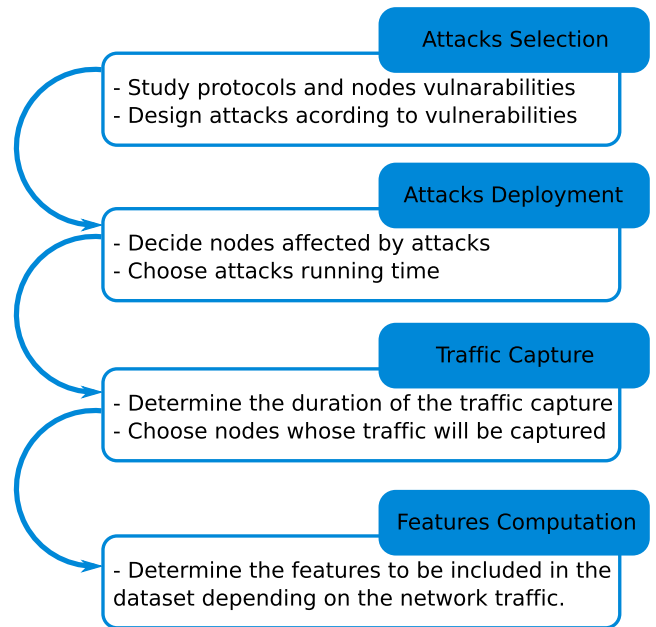 Attacks Selection
- Study protocols and nodes vulnarabilities
- Design attacks acording to vulnerabilities
Attacks Deployment
- Decide nodes affected by attacks
- Choose attacks running time
Traffic Capture
- Determine the duration of the traffic capture
- Choose nodes whose traffic will be captured
Features Computation
- Determine the features to be included in the
dataset depending on the network traffic.